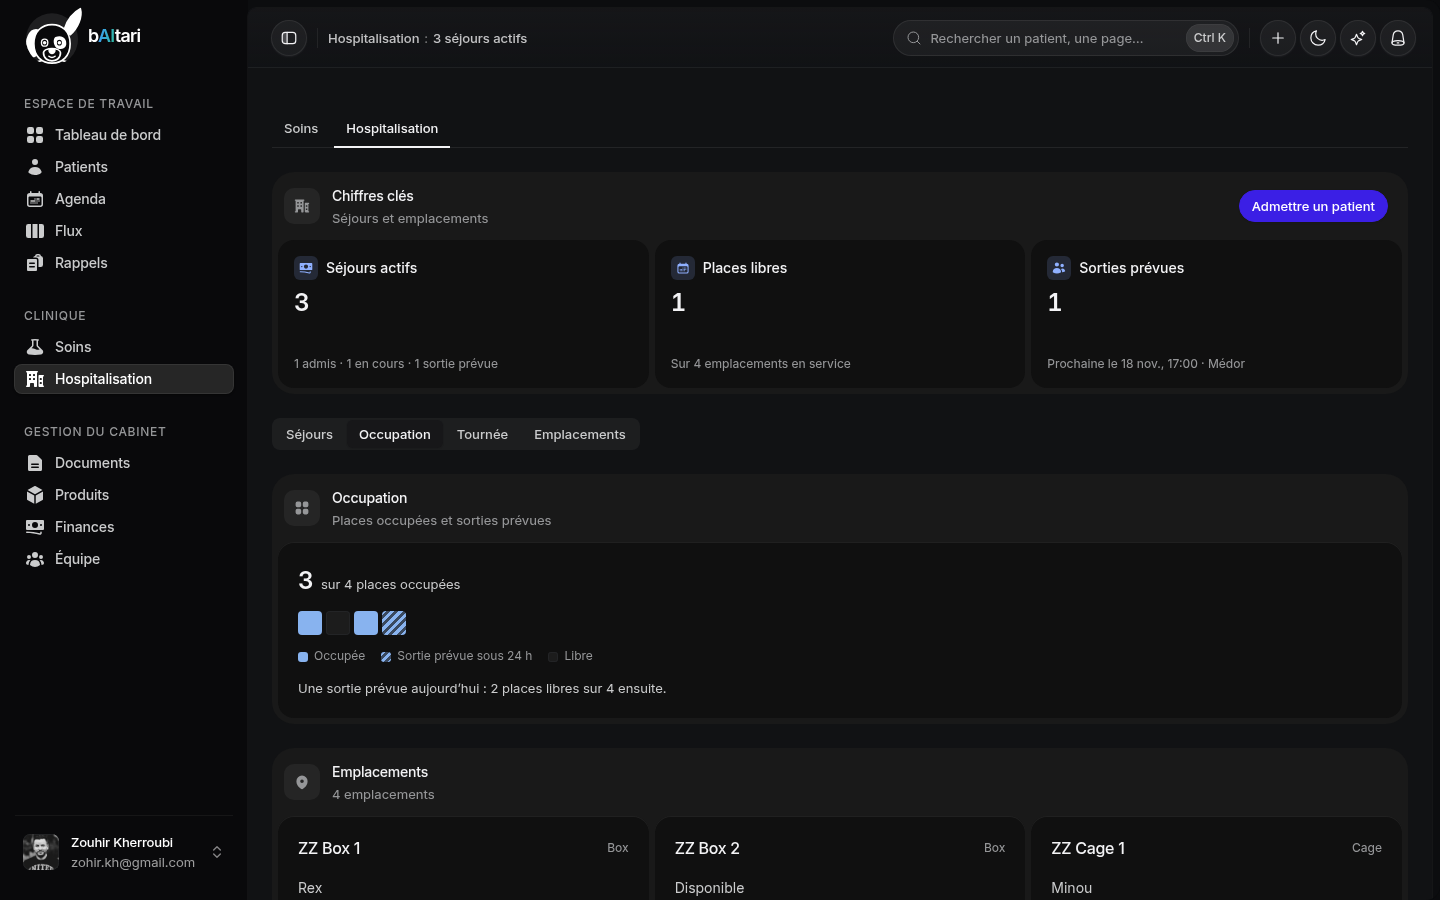 bAItari
ESPACE DE TRAVAIL
Tableau de bord
Patients
Agenda
Flux
Rappels
CLINIQUE
Soins
Hospitalisation
GESTION DU CABINET
Documents
Produits
Finances
Équipe
Zouhir Kherroubi
zohir.kh@gmail.com
Hospitalisation : 3 séjours actifs
Rechercher un patient, une page...
Ctrl K
Soins
Hospitalisation
Chiffres clés
Séjours et emplacements
Admettre un patient
Séjours actifs
3
1 admis · 1 en cours · 1 sortie prévue
Places libres
1
Sur 4 emplacements en service
Sorties prévues
1
Prochaine le 18 nov., 17:00 · Médor
Séjours
Occupation
Tournée
Emplacements
Occupation
Places occupées et sorties prévues
3 sur 4 places occupées
Occupée
Sortie prévue sous 24 h
Libre
Une sortie prévue aujourd’hui : 2 places libres sur 4 ensuite.
Emplacements
4 emplacements
ZZ Box 1
Box
Rex
ZZ Box 2
Box
Disponible
ZZ Cage 1
Cage
Minou